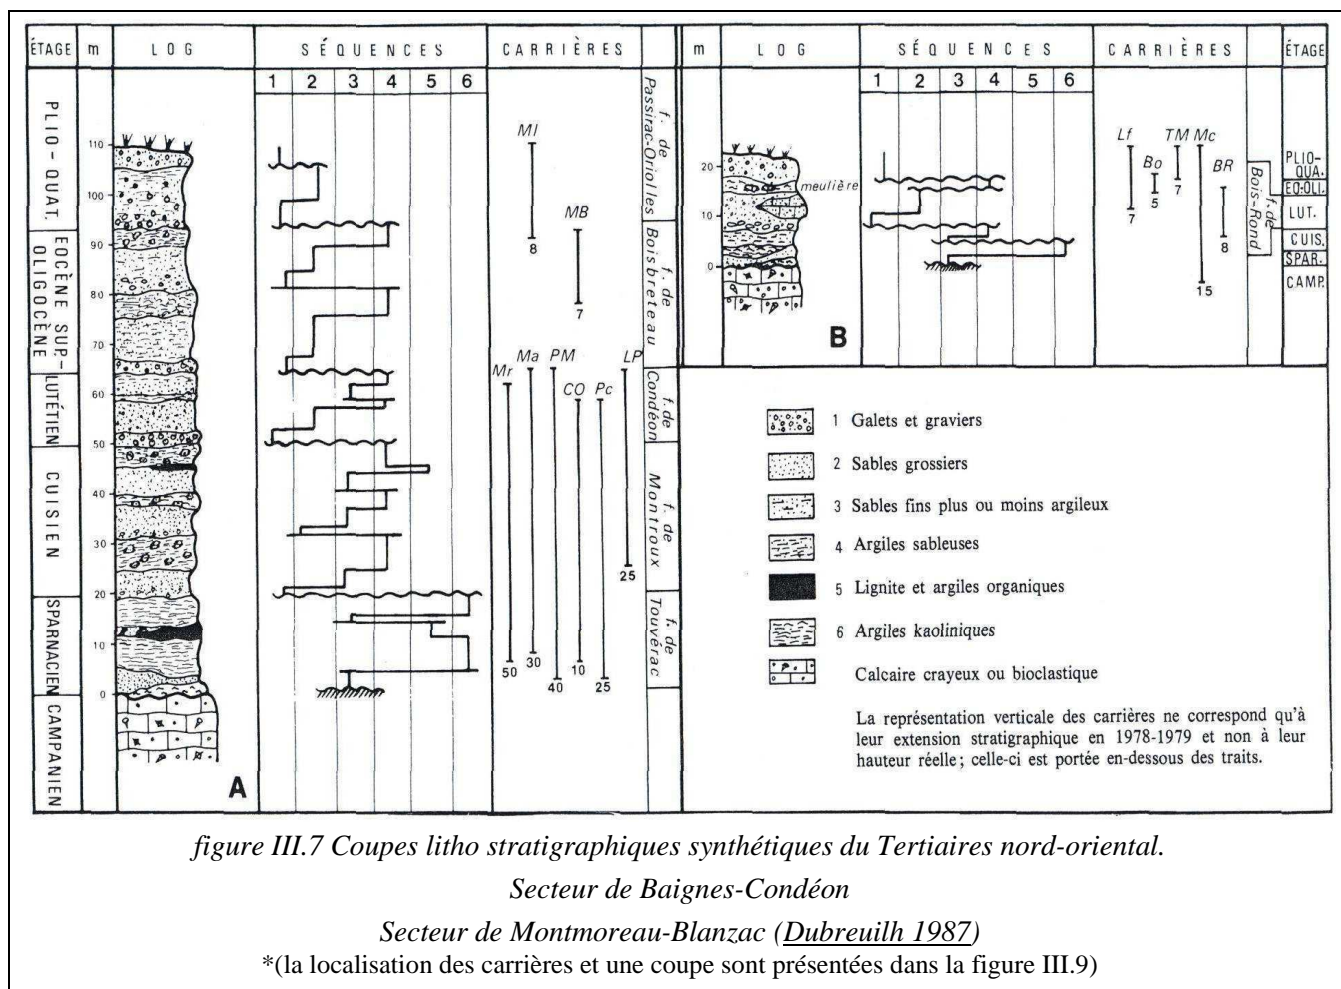 ÉTAGE m LOG SÉQUENCES CARRIÈRES
1 2 3 4 5 6
PLIO-QUAT.
EOCÈNE SUP.-
OLIGOCÈNE
LUTÉTIEN
CUISIEN
SPARNACIEN
CAMPANIEN
110
100
90
80
70
60
50
40
30
20
10
0
A
MI
8
MB
7
Mr
50
Ma
30
PM
40
CO
10
Pc
25
LP
25
f. de Passirac-Oriolles
f. de Boisbreteau
f. de Condéon
f. de Montroux
f. de Touvérac
m LOG SÉQUENCES CARRIÈRES ÉTAGE
1 2 3 4 5 6
20
10
0
meulière
B
Lf
7
Bo
5
TM
7
Mc
15
BR
8
f. de
Bois-Rond
PLIO-
QUA.
EO-OLI.
LUT.
CUIS.
SPAR.
CAMP.
1 Galets et graviers
2 Sables grossiers
3 Sables fins plus ou moins argileux
4 Argiles sableuses
5 Lignite et argiles organiques
6 Argiles kaoliniques
Calcaire crayeux ou bioclastique
La représentation verticale des carrières ne correspond qu'à
leur extension stratigraphique en 1978-1979 et non à leur
hauteur réelle ; celle-ci est portée en-dessous des traits.
figure III.7 Coupes litho stratigraphiques synthétiques du Tertiaires nord-oriental.
Secteur de Baignes-Condéon
Secteur de Montmoreau-Blanzac (Dubreuilh 1987)
*(la localisation des carrières et une coupe sont présentées dans la figure III.9)